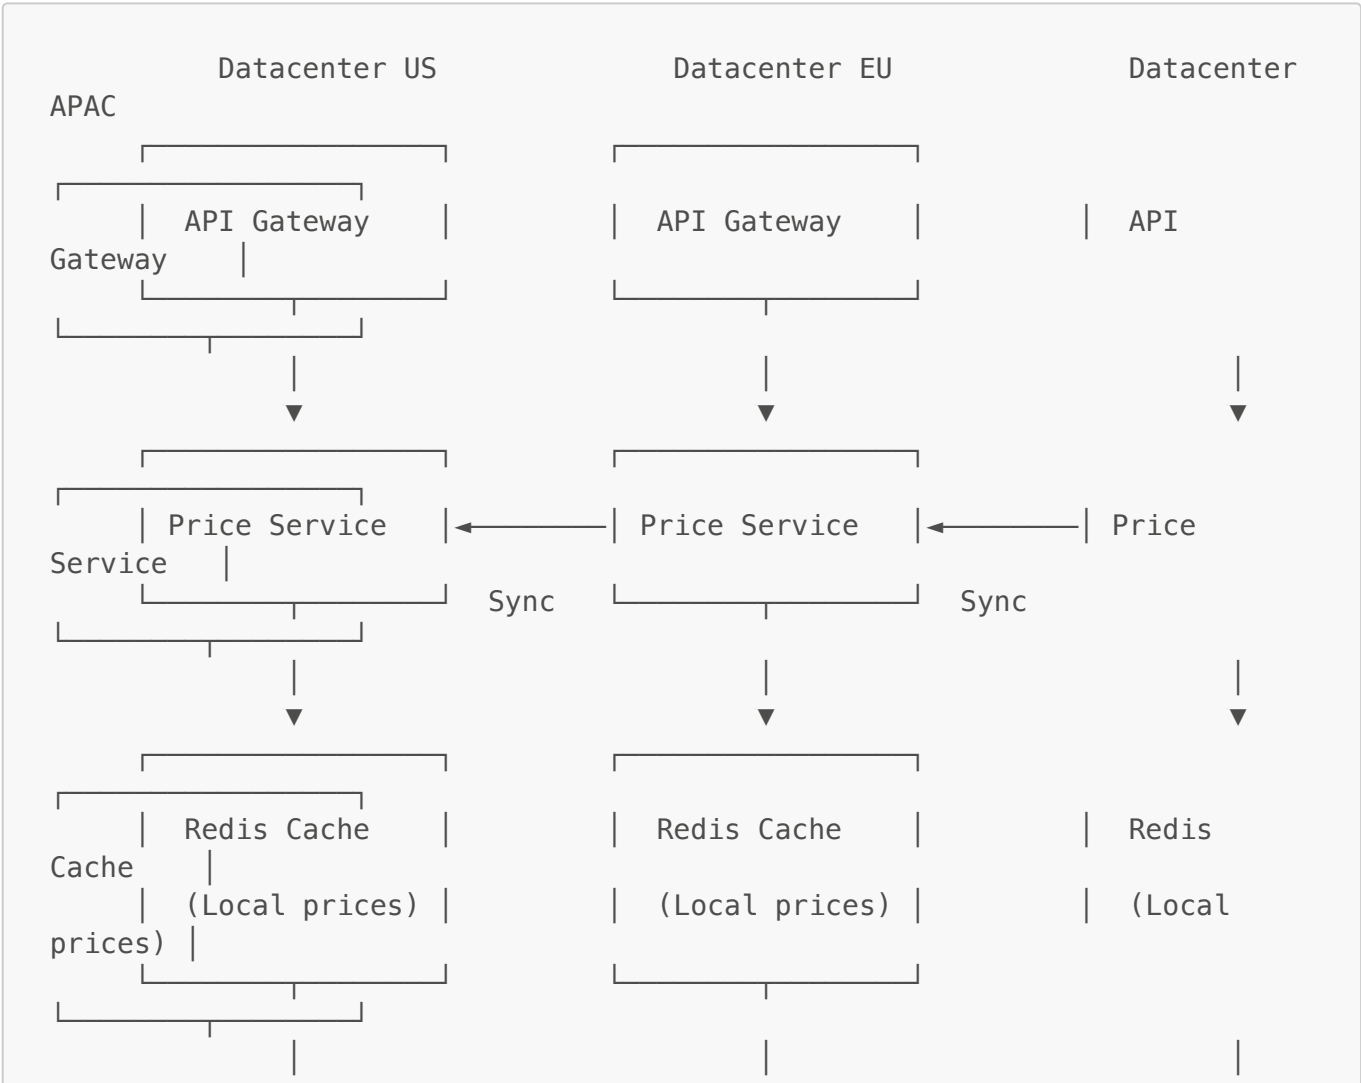 Datacenter US Datacenter EU Datacenter
APAC
API Gateway API Gateway API
Gateway
Price Service Price Service Price
Service
Sync Sync
Redis Cache Redis Cache Redis
Cache
(Local prices) (Local prices) (Local
prices)